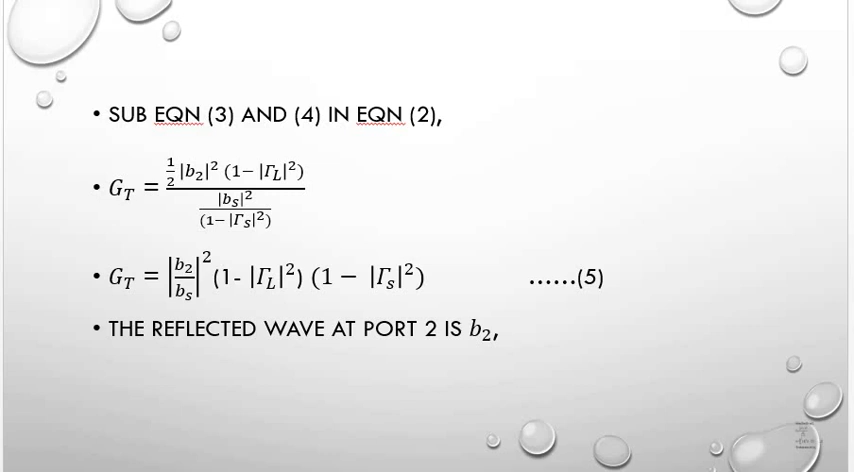 • SUB EQN (3) AND (4) IN EQN (2),
• G_T = (1/2 |b₂|² (1− |Γ_L|²)) / (|b_S|² / (1− |Γ_S|²))
• G_T = |b₂/b_s|² (1- |Γ_L|²) (1 − |Γ_s|²) ......(5)
• THE REFLECTED WAVE AT PORT 2 IS b₂,